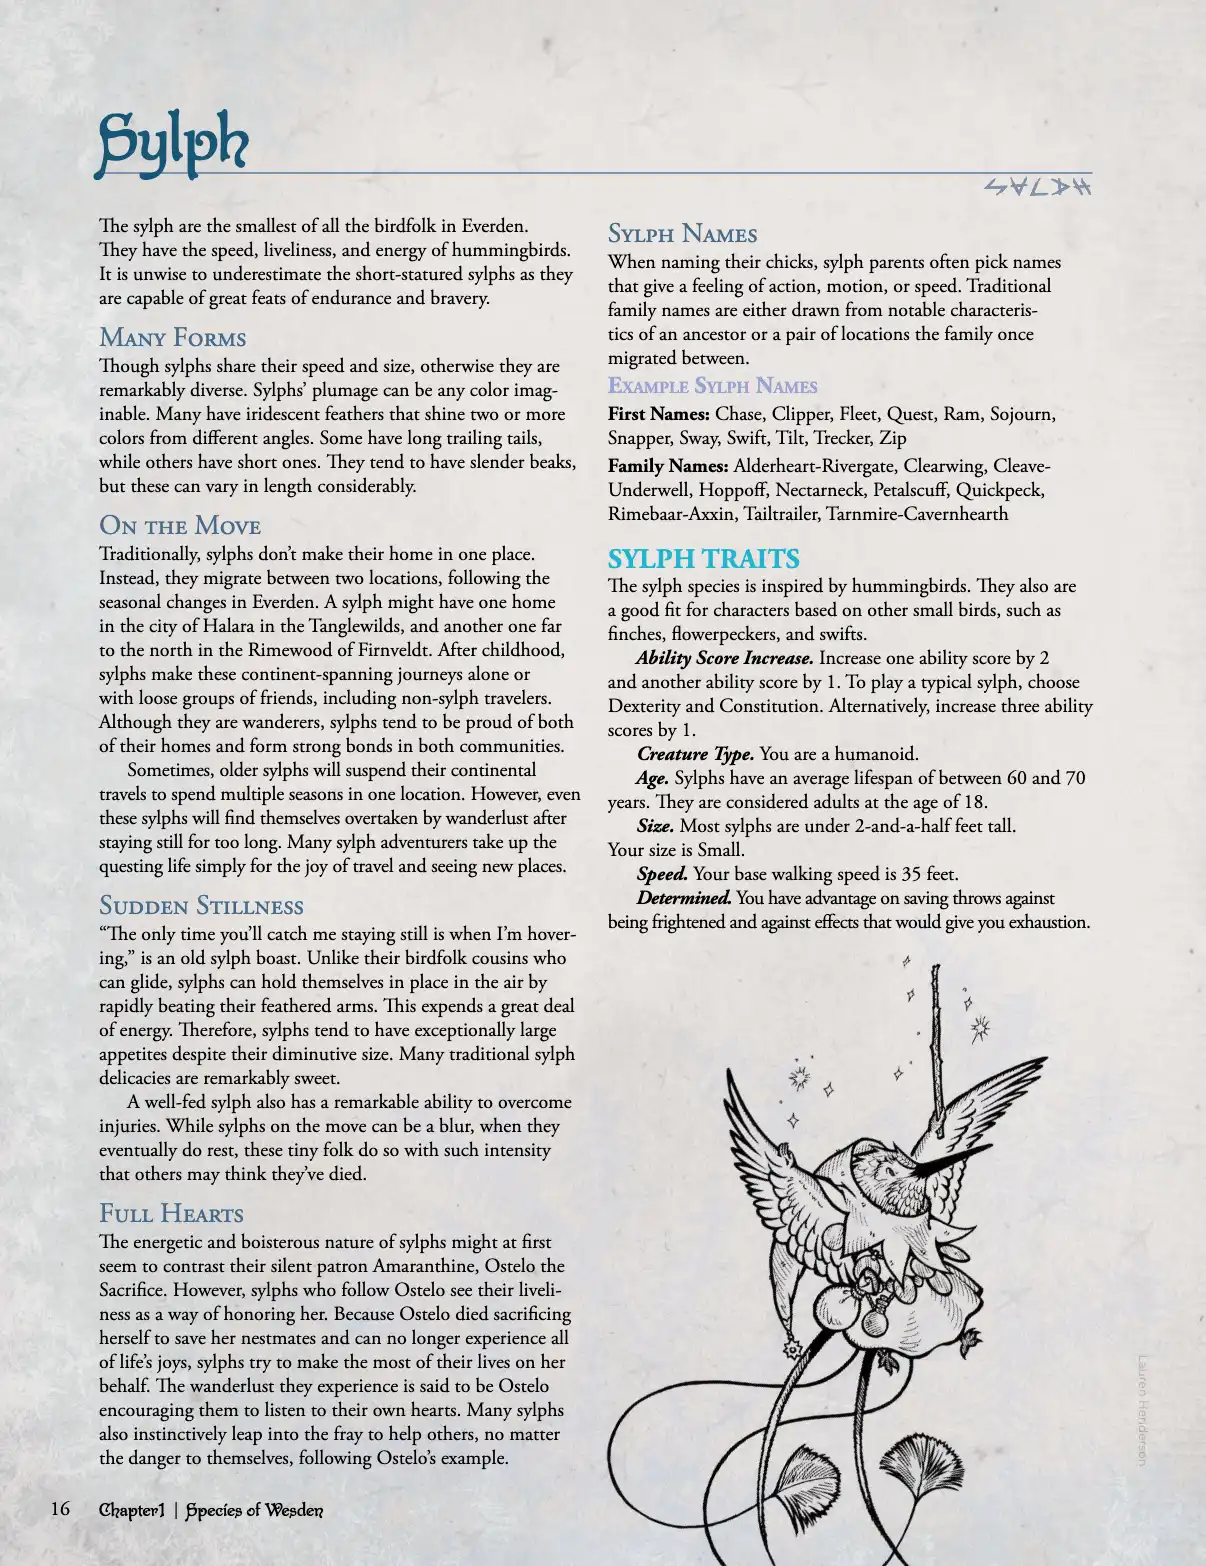 Sylph
The sylph are the smallest of all the birdfolk in Everden.
They have the speed, liveliness, and energy of hummingbirds.
It is unwise to underestimate the short-statured sylphs as they
are capable of great feats of endurance and bravery.
Many Forms
Though sylphs share their speed and size, otherwise they are
remarkably diverse. Sylphs’ plumage can be any color imag-
inable. Many have iridescent feathers that shine two or more
colors from different angles. Some have long trailing tails,
while others have short ones. They tend to have slender beaks,
but these can vary in length considerably.
On the Move
Traditionally, sylphs don’t make their home in one place.
Instead, they migrate between two locations, following the
seasonal changes in Everden. A sylph might have one home
in the city of Halara in the Tanglewilds, and another one far
to the north in the Rimewood of Firnveldt. After childhood,
sylphs make these continent-spanning journeys alone or
with loose groups of friends, including non-sylph travelers.
Although they are wanderers, sylphs tend to be proud of both
of their homes and form strong bonds in both communities.
Sometimes, older sylphs will suspend their continental
travels to spend multiple seasons in one location. However, even
these sylphs will find themselves overtaken by wanderlust after
staying still for too long. Many sylph adventurers take up the
questing life simply for the joy of travel and seeing new places.
Sudden Stillness
“The only time you’ll catch me staying still is when I’m hover-
ing,” is an old sylph boast. Unlike their birdfolk cousins who
can glide, sylphs can hold themselves in place in the air by
rapidly beating their feathered arms. This expends a great deal
of energy. Therefore, sylphs tend to have exceptionally large
appetites despite their diminutive size. Many traditional sylph
delicacies are remarkably sweet.
A well-fed sylph also has a remarkable ability to overcome
injuries. While sylphs on the move can be a blur, when they
eventually do rest, these tiny folk do so with such intensity
that others may think they’ve died.
Full Hearts
The energetic and boisterous nature of sylphs might at first
seem to contrast their silent patron Amaranthine, Ostelo the
Sacrifice. However, sylphs who follow Ostelo see their liveli-
ness as a way of honoring her. Because Ostelo died sacrificing
herself to save her nestmates and can no longer experience all
of life’s joys, sylphs try to make the most of their lives on her
behalf. The wanderlust they experience is said to be Ostelo
encouraging them to listen to their own hearts. Many sylphs
also instinctively leap into the fray to help others, no matter
the danger to themselves, following Ostelo’s example.
Sylph Names
When naming their chicks, sylph parents often pick names
that give a feeling of action, motion, or speed. Traditional
family names are either drawn from notable characteris-
tics of an ancestor or a pair of locations the family once
migrated between.
Example Sylph Names
First Names: Chase, Clipper, Fleet, Quest, Ram, Sojourn,
Snapper, Sway, Swift, Tilt, Trecker, Zip
Family Names: Alderheart-Rivergate, Clearwing, Cleave-
Underwell, Hoppoff, Nectarneck, Petalscuff, Quickpeck,
Rimebaar-Axxin, Tailtrailer, Tarnmire-Cavernhearth
SYLPH TRAITS
The sylph species is inspired by hummingbirds. They also are
a good fit for characters based on other small birds, such as
finches, flowerpeckers, and swifts.
Ability Score Increase. Increase one ability score by 2
and another ability score by 1. To play a typical sylph, choose
Dexterity and Constitution. Alternatively, increase three ability
scores by 1.
Creature Type. You are a humanoid.
Age. Sylphs have an average lifespan of between 60 and 70
years. They are considered adults at the age of 18.
Size. Most sylphs are under 2-and-a-half feet tall.
Your size is Small.
Speed. Your base walking speed is 35 feet.
Determined. You have advantage on saving throws against
being frightened and against effects that would give you exhaustion.
Lauren Henderson
16 Chapter 1 | Species of Wesden